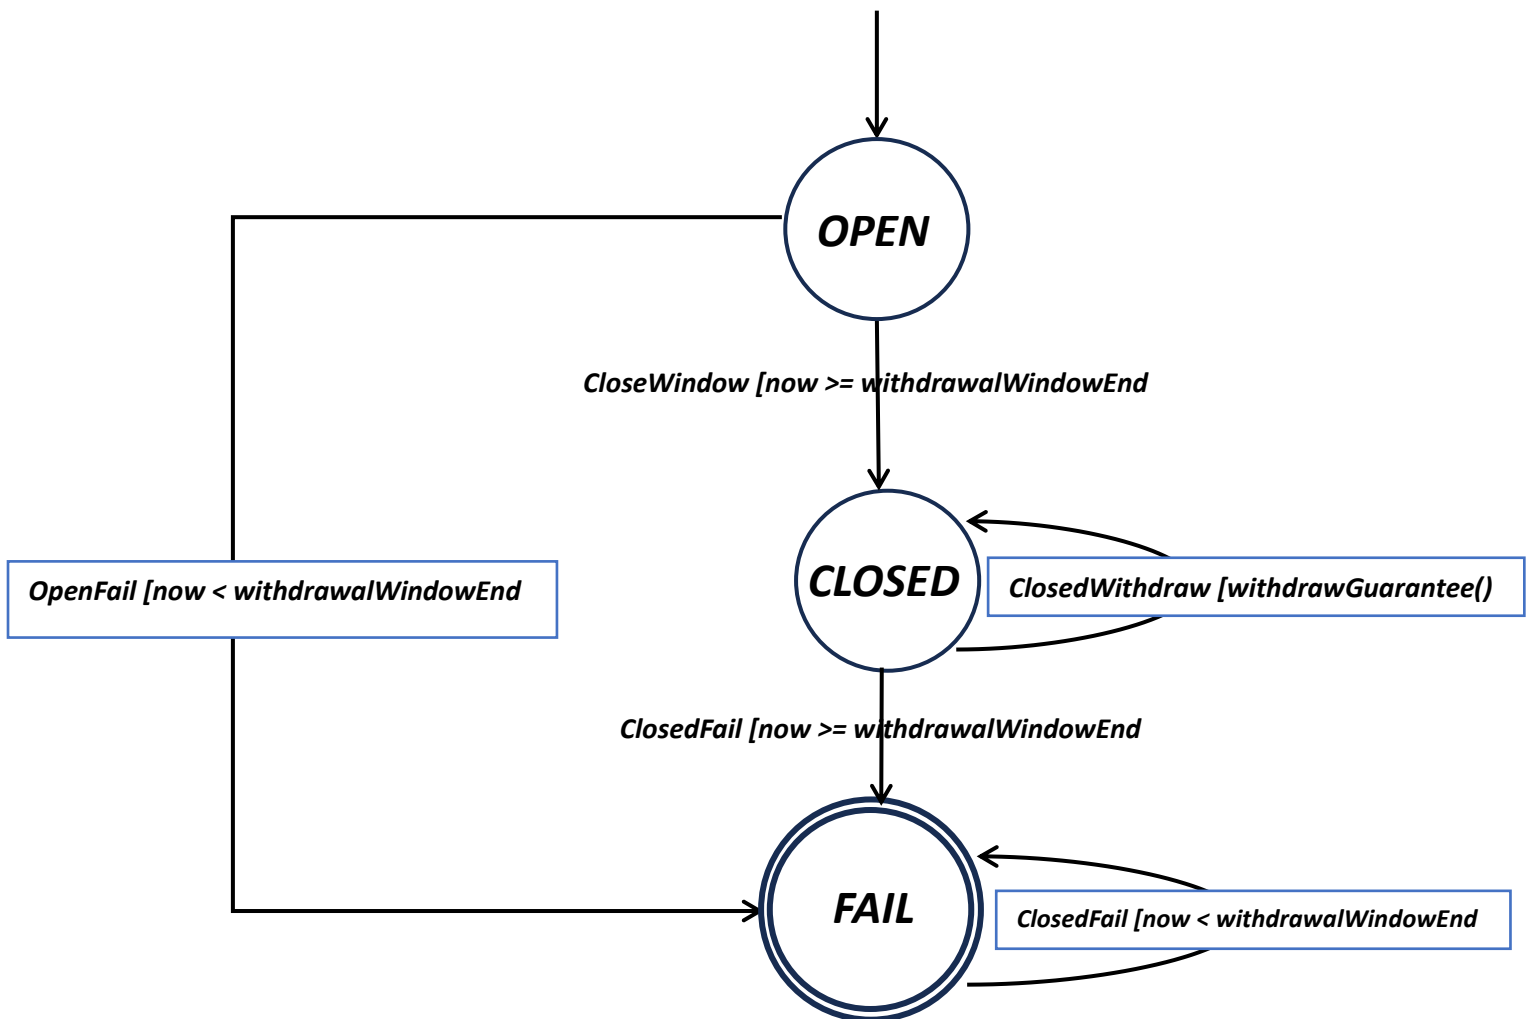 OPEN
CloseWindow [now >= withdrawalWindowEnd
OpenFail [now < withdrawalWindowEnd
CLOSED
ClosedWithdraw [withdrawGuarantee()
ClosedFail [now >= withdrawalWindowEnd
FAIL
ClosedFail [now < withdrawalWindowEnd